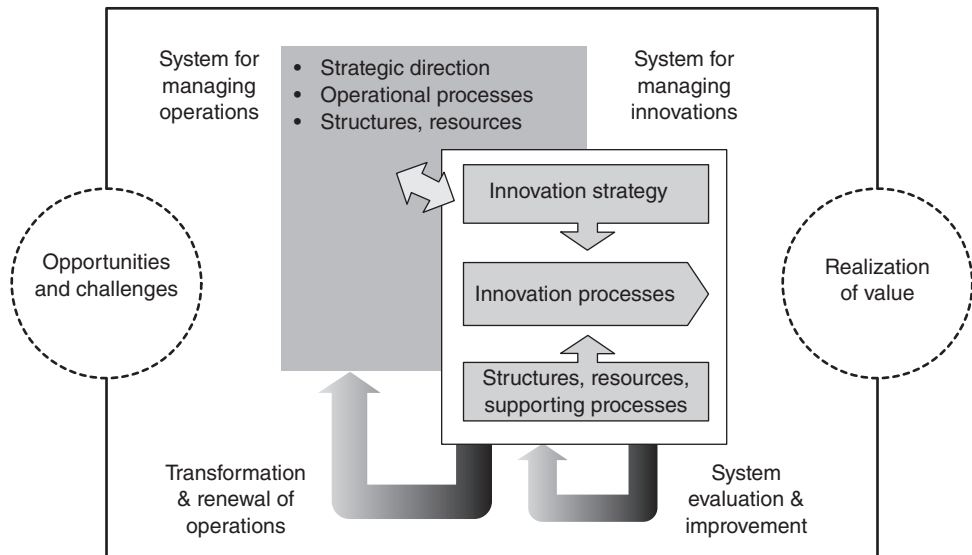 System for
managing
operations
• Strategic direction
• Operational processes
• Structures, resources
System for
managing
innovations
Innovation strategy
Opportunities
and challenges
Innovation processes
Realization
of value
Structures, resources,
supporting processes
Transformation
& renewal of
operations
System
evaluation &
improvement